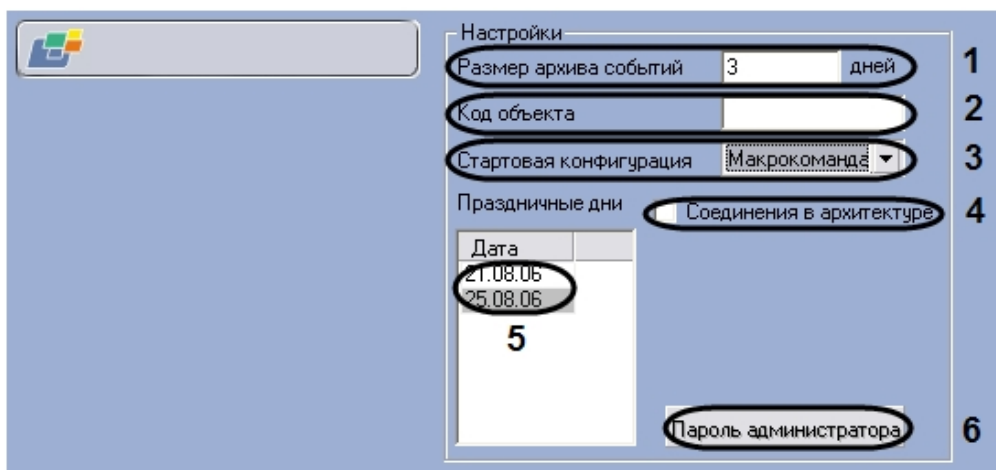 Настройки
Размер архива событий 3 дней 1
Код объекта 2
Стартовая конфигурация Макрокоманда 3
Праздничные дни Соединения в архитектуре 4
Дата
21.08.06
25.08.06
5
Пароль администратора 6